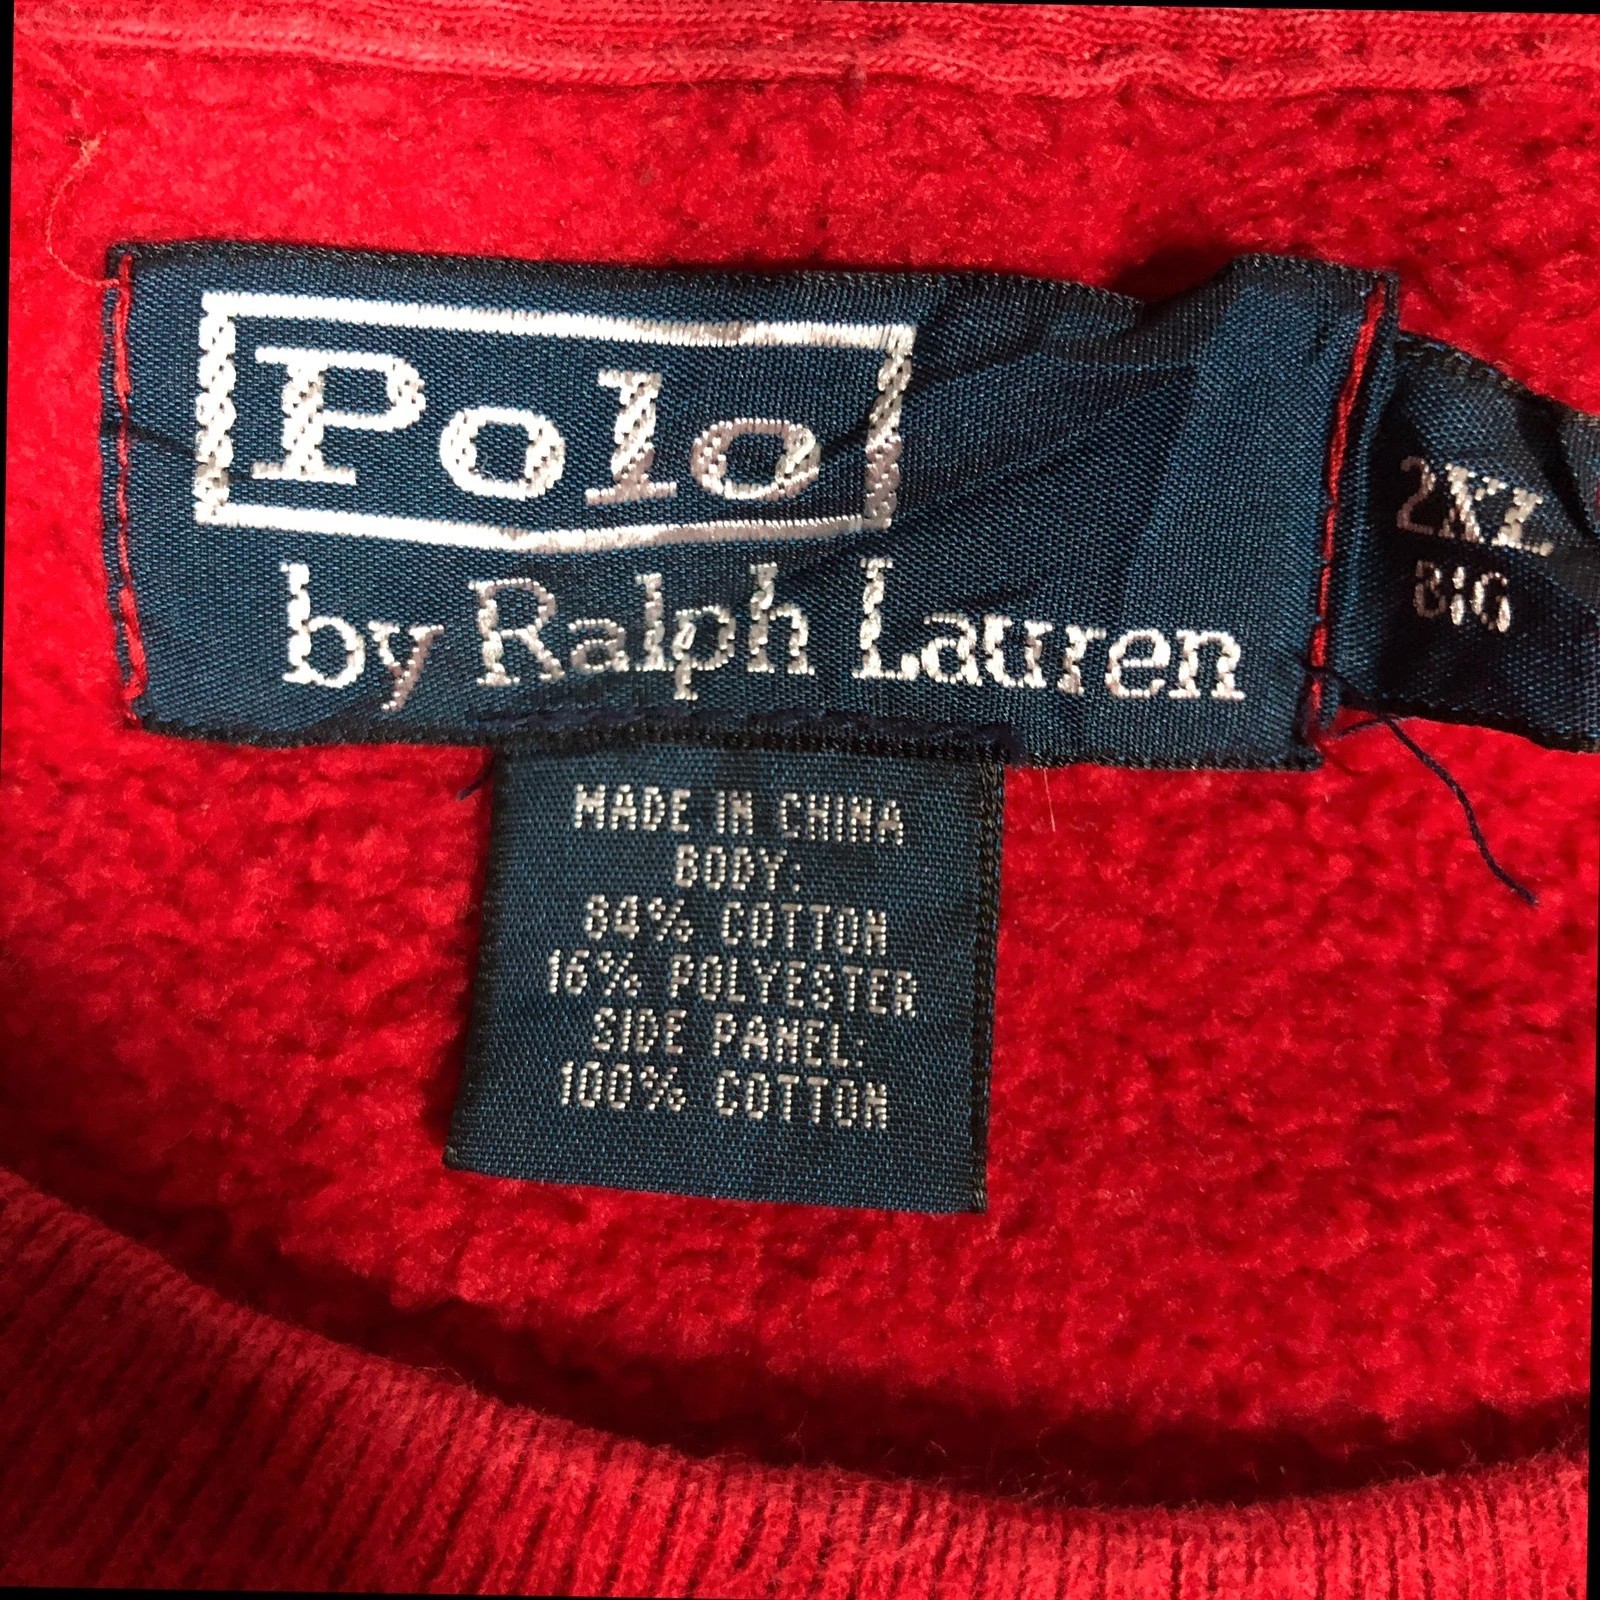 Polo
by Ralph Lauren
2XL
BIG
MADE IN CHINA
BODY:
84% COTTON
16% POLYESTER
SIDE PANEL:
100% COTTON